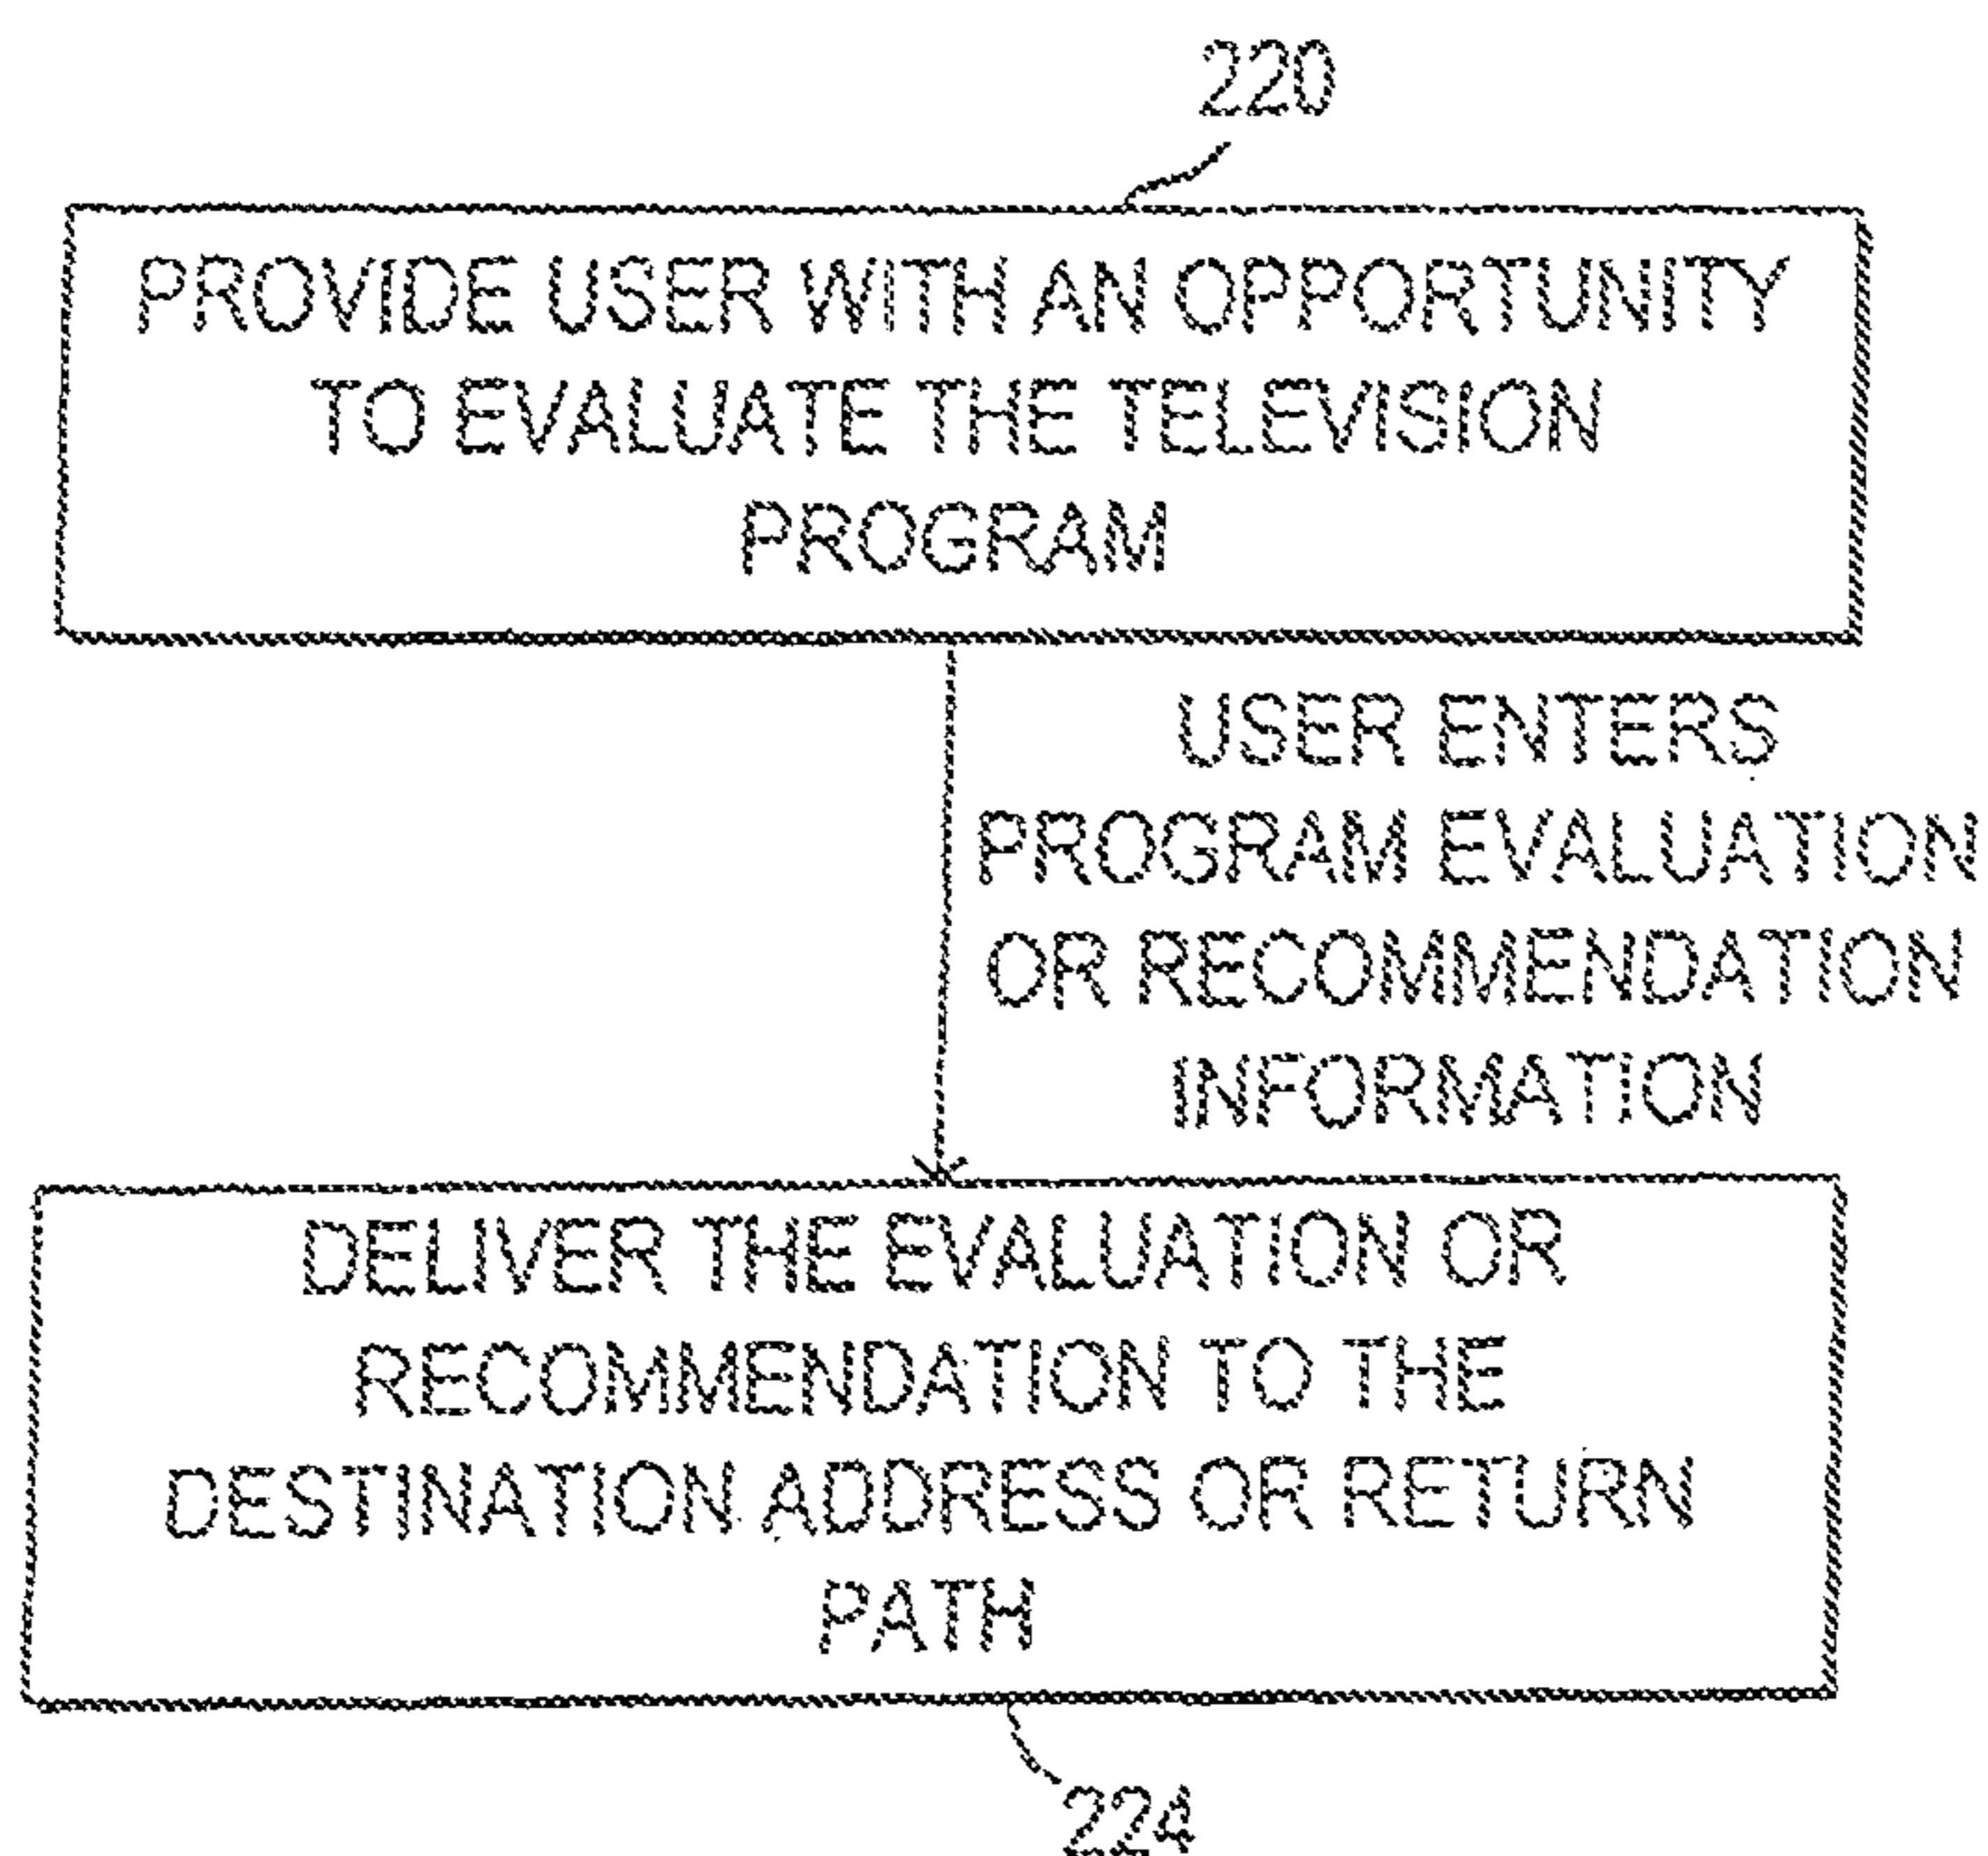 220
PROVIDE USER WITH AN OPPORTUNITY
TO EVALUATE THE TELEVISION
PROGRAM
USER ENTERS
PROGRAM EVALUATION
OR RECOMMENDATION
INFORMATION
DELIVER THE EVALUATION OR
RECOMMENDATION TO THE
DESTINATION ADDRESS OR RETURN
PATH
224